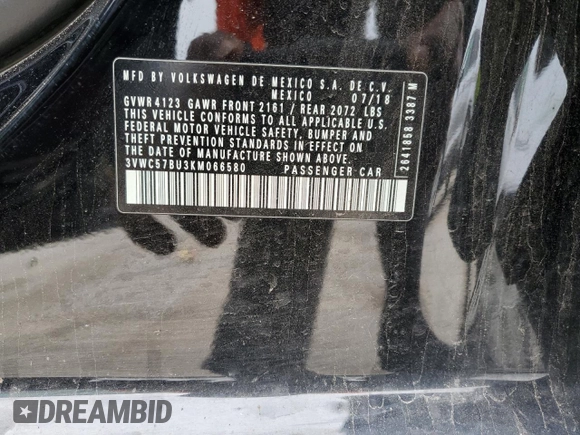 MFD BY VOLKSWAGEN DE MEXICO S.A. DE C.V.
MEXICO 07/18
GVWR 4123 GAWR FRONT 2161 / REAR 2072 LBS
THIS VEHICLE CONFORMS TO ALL APPLICABLE U.S
FEDERAL MOTOR VEHICLE SAFETY, BUMPER AND
THEFT PREVENTION STANDARDS IN EFFECT ON THE
DATE OF MANUFACTURE SHOWN ABOVE.
3VWC57BU3KM066580 PASSENGER CAR
2641858 3387 M
DREAMBID